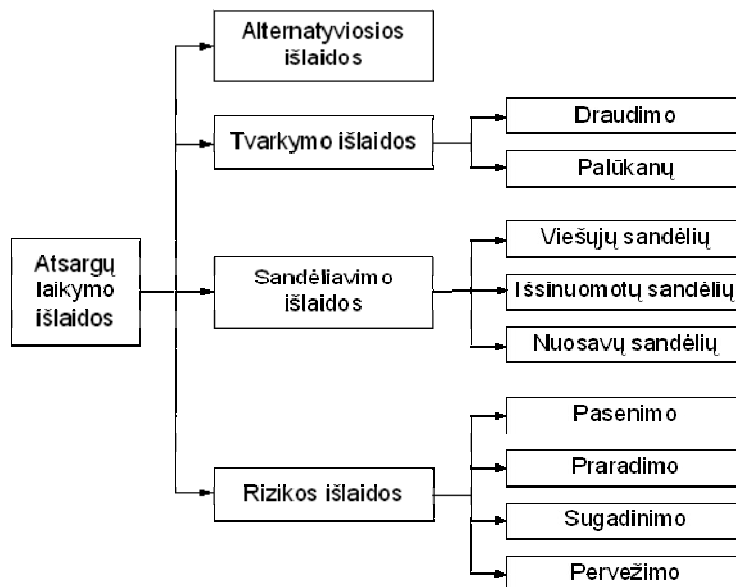 Alternatyviosios
išlaidos
Tvarkymo išlaidos
Draudimo
Palūkanų
Atsargų
laikymo
išlaidos
Sandėliavimo
išlaidos
Viešųjų sandėlių
Išsinuomotų sandėlių
Nuosavų sandėlių
Rizikos išlaidos
Pasenimo
Praradimo
Sugadinimo
Pervežimo